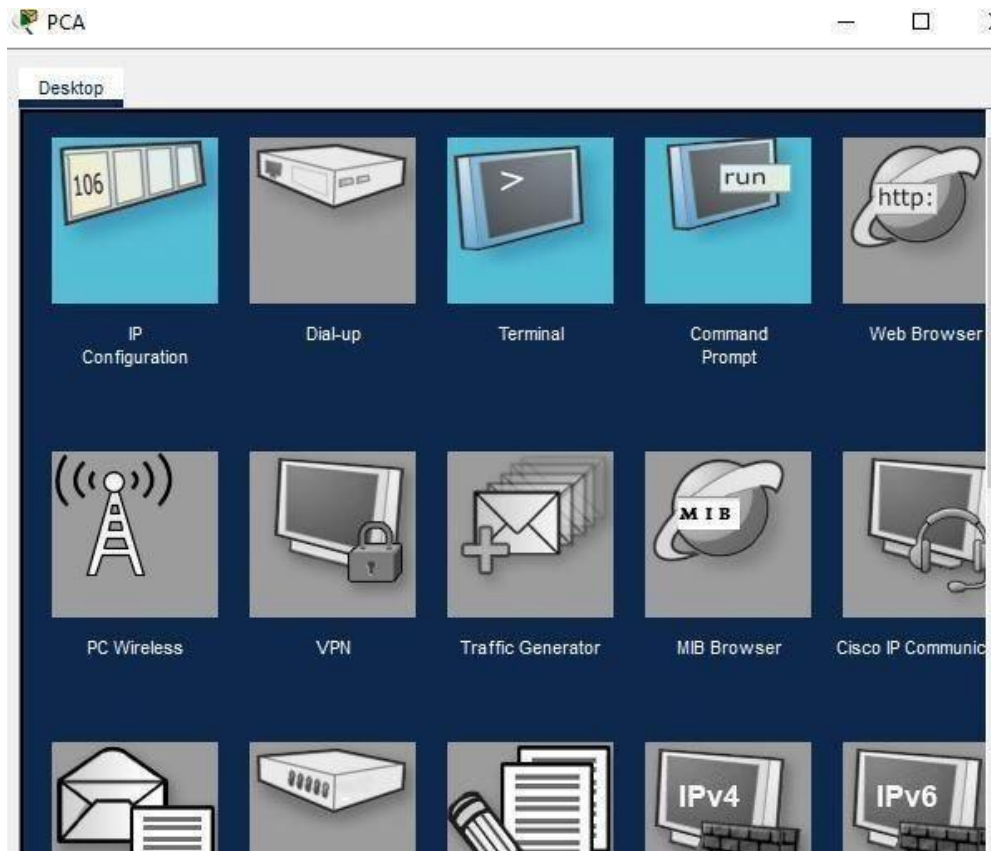 PCA
Desktop
106
>
run
http:
IP
Configuration
Dial-up
Terminal
Command
Prompt
Web Browser
MIB
PC Wireless
VPN
Traffic Generator
MIB Browser
Cisco IP Communic
IPv4
IPv6